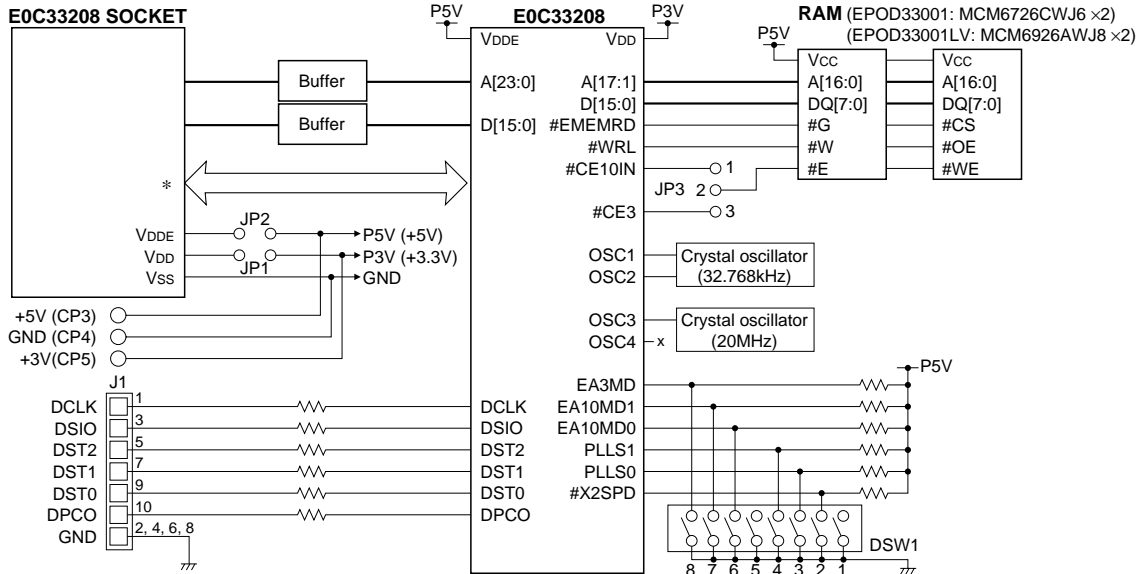 E0C33208 SOCKET
P5V
E0C33208
P3V
RAM (EPOD33001: MCM6726CWJ6 ×2)
(EPOD33001LV: MCM6926AWJ8 ×2)
P5V
VDDE
VDD
VCC
VCC
Buffer
A[23:0]
A[17:1]
A[16:0]
A[16:0]
D[15:0]
DQ[7:0]
DQ[7:0]
Buffer
D[15:0]
#EMEMRD
#G
#CS
#WRL
#W
#OE
#CE10IN
1
#E
#WE
*
JP3
2
#CE3
3
JP2
VDDE
P5V (+5V)
VDD
JP1
P3V (+3.3V)
VSS
GND
OSC1
OSC2
Crystal oscillator
(32.768kHz)
+5V (CP3)
GND (CP4)
+3V(CP5)
OSC3
OSC4
x
Crystal oscillator
(20MHz)
J1
P5V
EA3MD
DCLK
1
DCLK
EA10MD1
DSIO
3
DSIO
EA10MD0
DST2
5
DST2
PLLS1
DST1
7
DST1
PLLS0
DST0
9
DST0
#X2SPD
DPCO
10
DPCO
GND
2, 4, 6, 8
DSW1
8 7 6 5 4 3 2 1